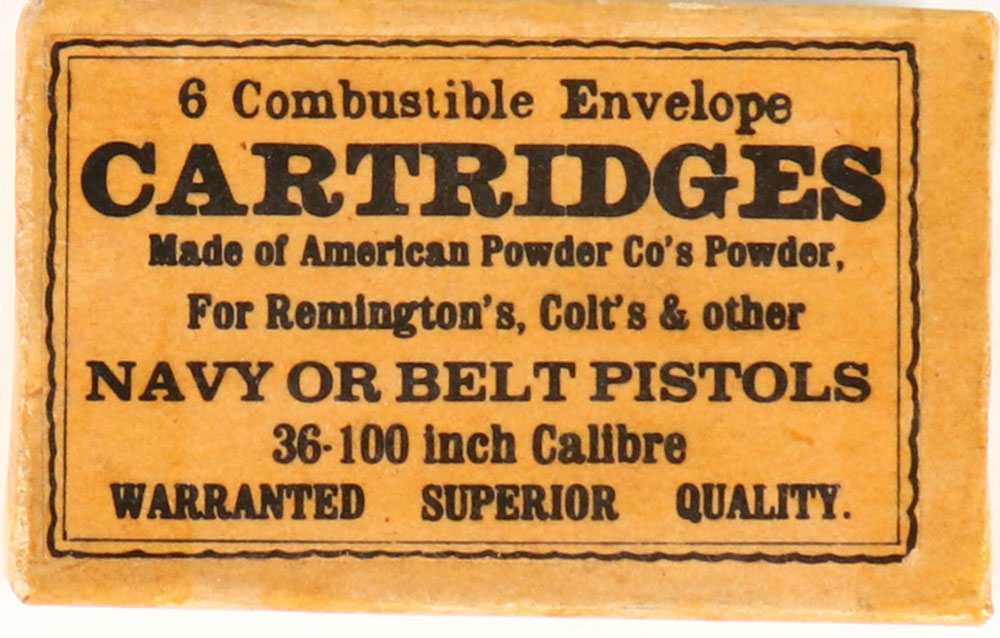 6 Combustible Envelope
CARTRIDGES
Made of American Powder Co's Powder,
For Remington's, Colt's & other
NAVY OR BELT PISTOLS
36-100 inch Calibre
WARRANTED SUPERIOR QUALITY.